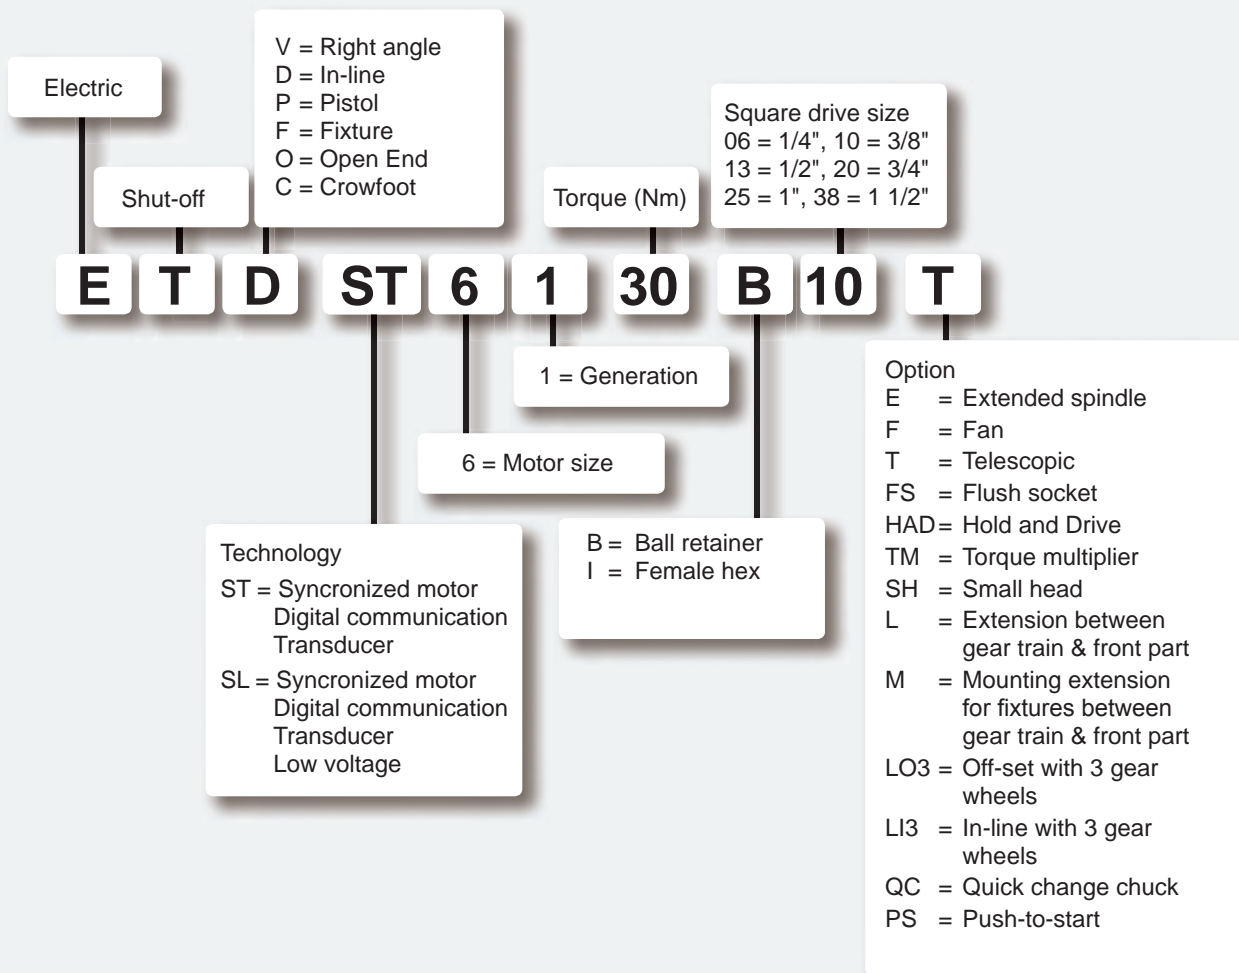 Electric
Shut-off
V = Right angle
D = In-line
P = Pistol
F = Fixture
O = Open End
C = Crowfoot
Torque (Nm)
Square drive size
06 = 1/4", 10 = 3/8"
13 = 1/2", 20 = 3/4"
25 = 1", 38 = 1 1/2"
E T D ST 6 1 30 B 10 T
1 = Generation
6 = Motor size
Technology
ST = Syncronized motor
Digital communication
Transducer
SL = Syncronized motor
Digital communication
Transducer
Low voltage
B = Ball retainer
I = Female hex
Option
E = Extended spindle
F = Fan
T = Telescopic
FS = Flush socket
HAD = Hold and Drive
TM = Torque multiplier
SH = Small head
L = Extension between
gear train & front part
M = Mounting extension
for fixtures between
gear train & front part
LO3 = Off-set with 3 gear
wheels
LI3 = In-line with 3 gear
wheels
QC = Quick change chuck
PS = Push-to-start